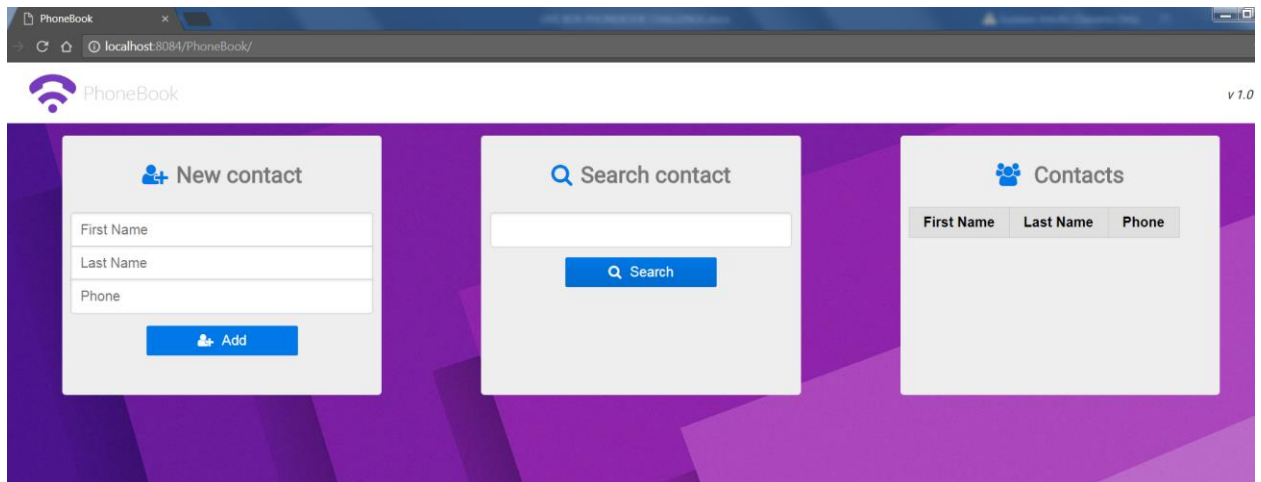 PhoneBook
localhost:8084/PhoneBook/
PhoneBook
v 1.0
New contact
First Name
Last Name
Phone
Add
Search contact
Search
Contacts
First Name Last Name Phone